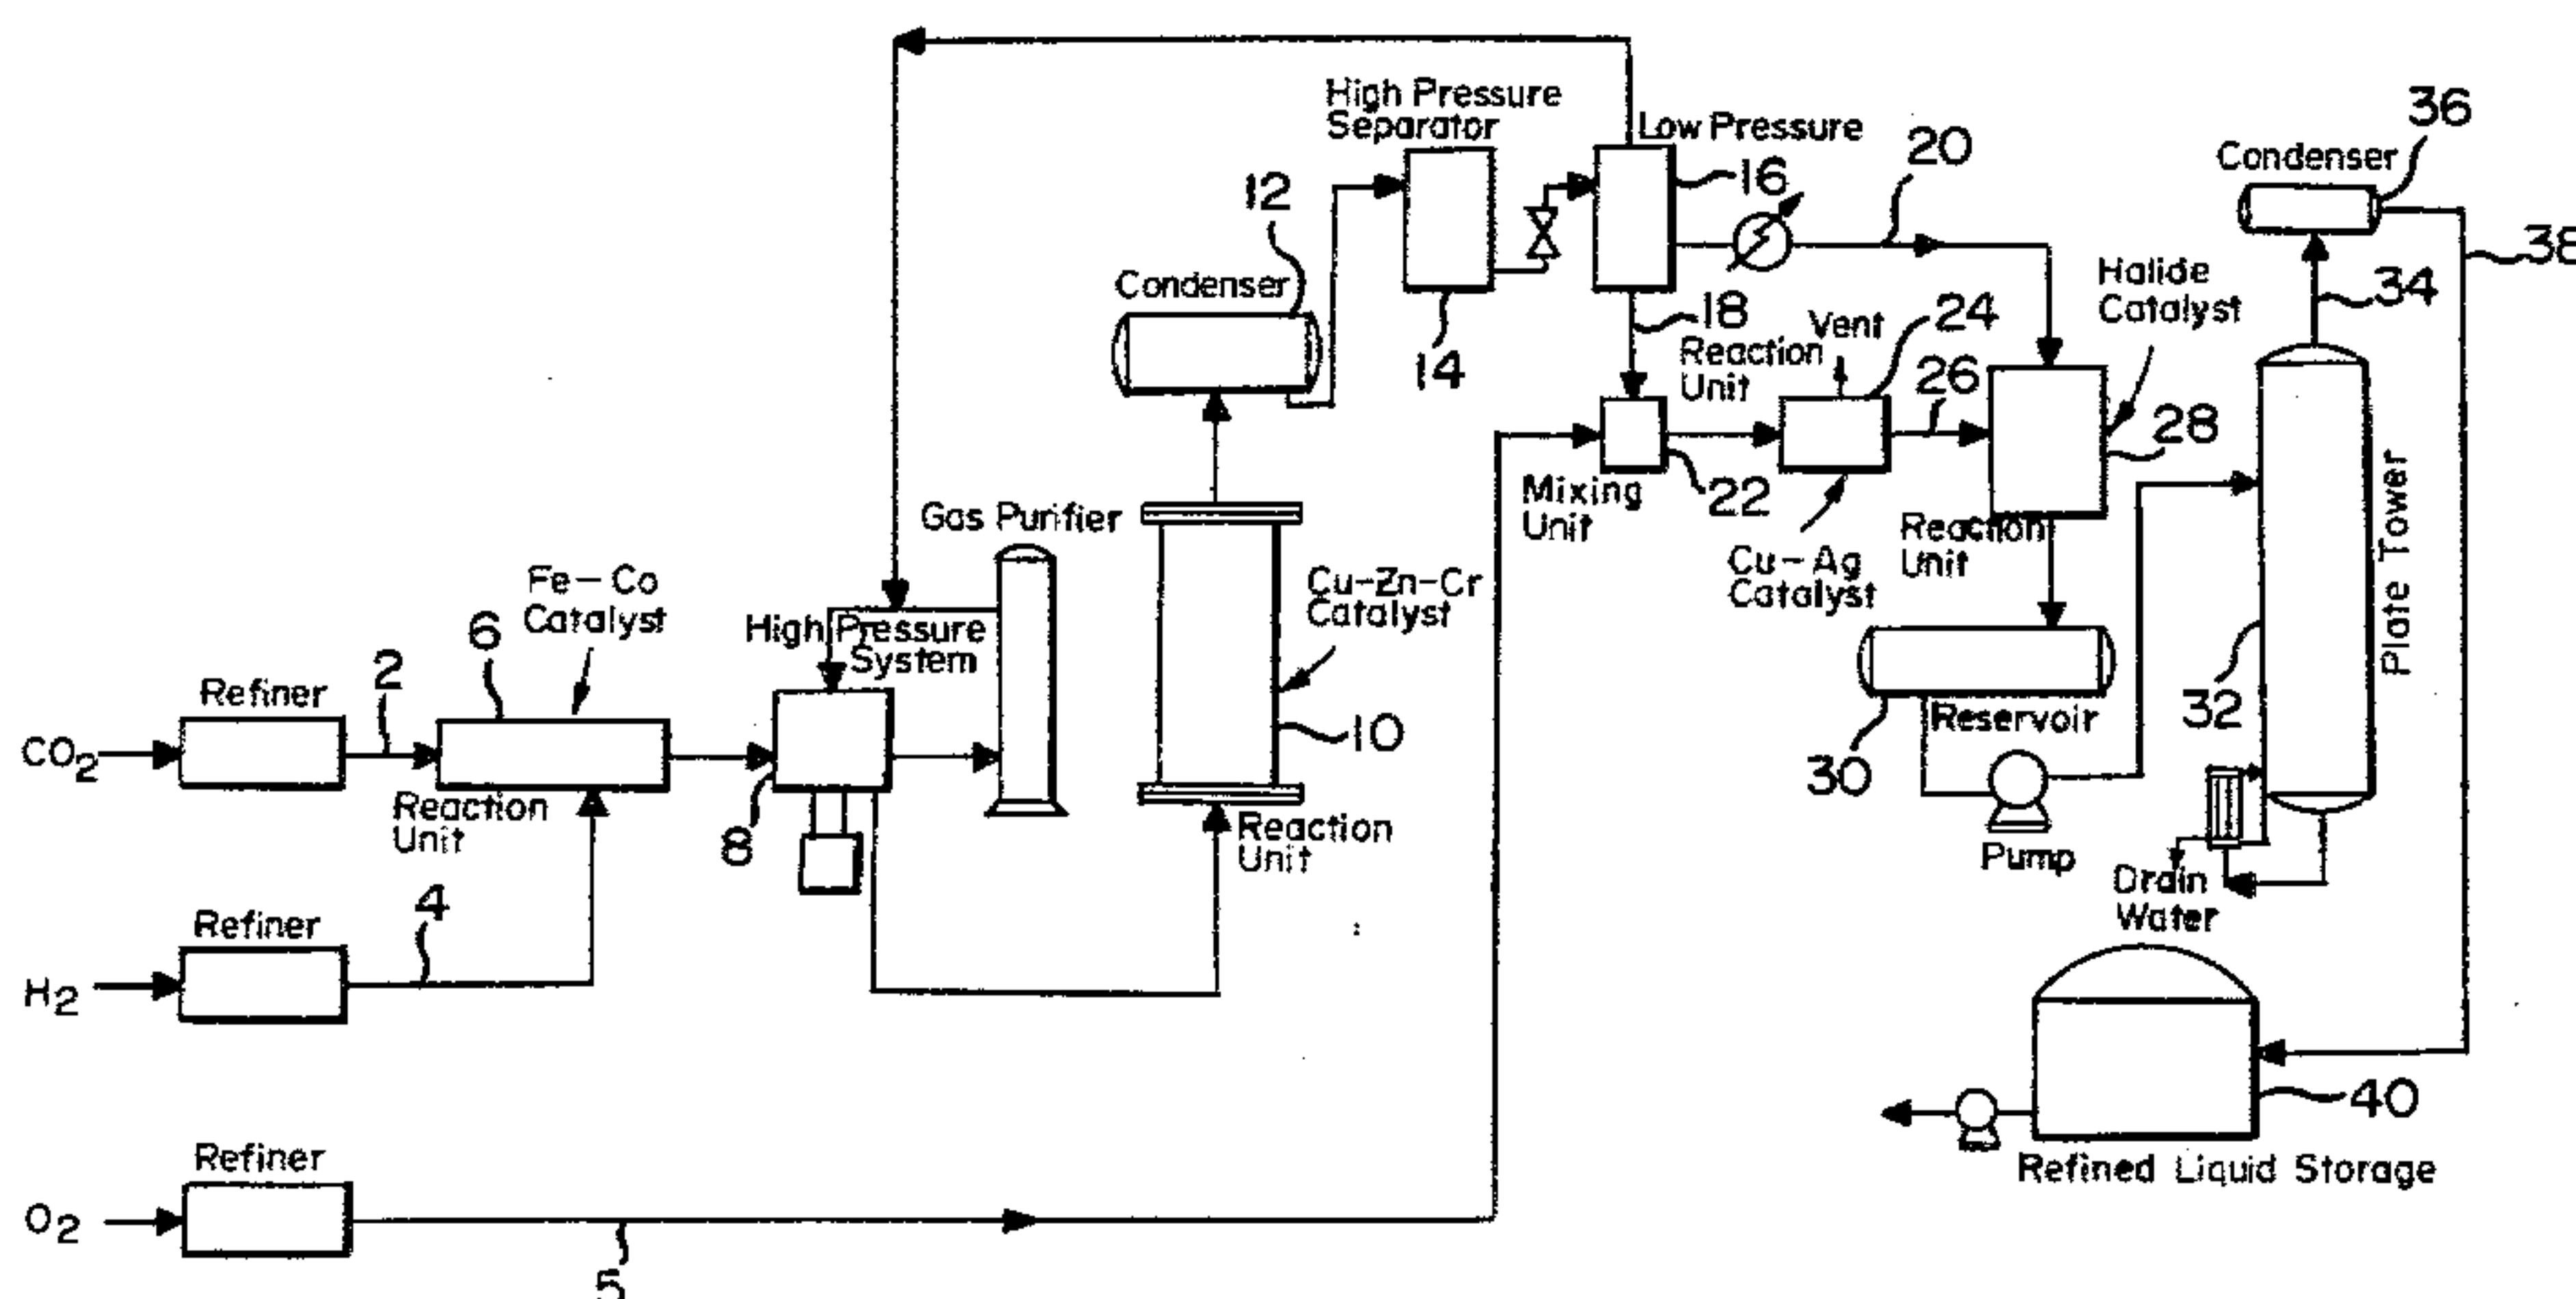 36
High Pressure
Separator
Low Pressure
20
Condenser
16
12
38
Halide
Catalyst
34
Condenser
18
Vent
24
Reaction
Unit
14
26
28
Mixing
Unit
22
Gas Purifier
Reaction
Unit
Plate Tower
Cu-Ag
Catalyst
Fe-Co
Catalyst
Cu-Zn-Cr
Catalyst
6
High Pressure
System
2
Refiner
32
Reservoir
10
CO2
30
Reaction
Unit
8
Reaction
Unit
Pump
Drain
Water
4
Refiner
H2
40
Refiner
Refined Liquid Storage
O2
5